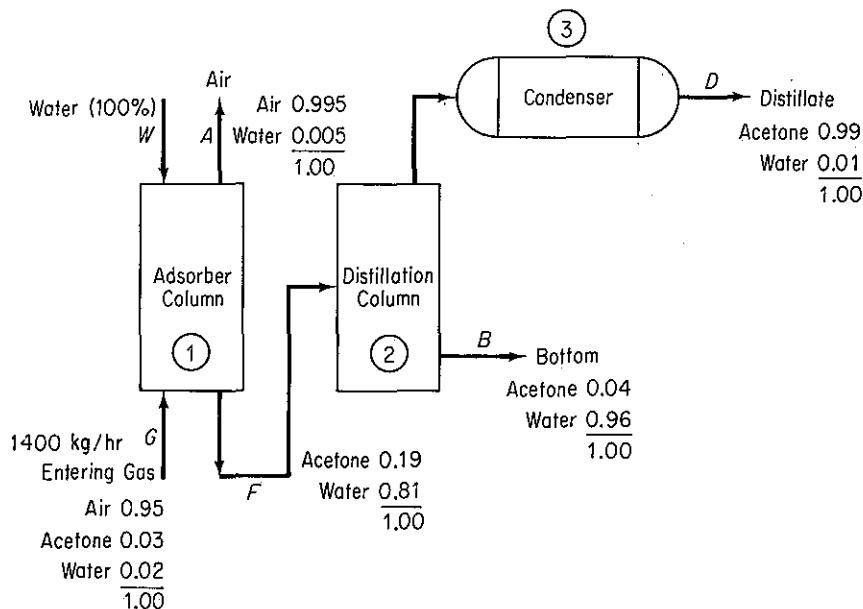 3
Condenser
D
Distillate
Acetone 0.99
Water 0.01
1.00
Air
Water (100%)
W
A
Air 0.995
Water 0.005
1.00
Adsorber
Column
1
Distillation
Column
2
B
Bottom
Acetone 0.04
Water 0.96
1.00
1400 kg/hr
G
Entering Gas
Air 0.95
Acetone 0.03
Water 0.02
1.00
F
Acetone 0.19
Water 0.81
1.00